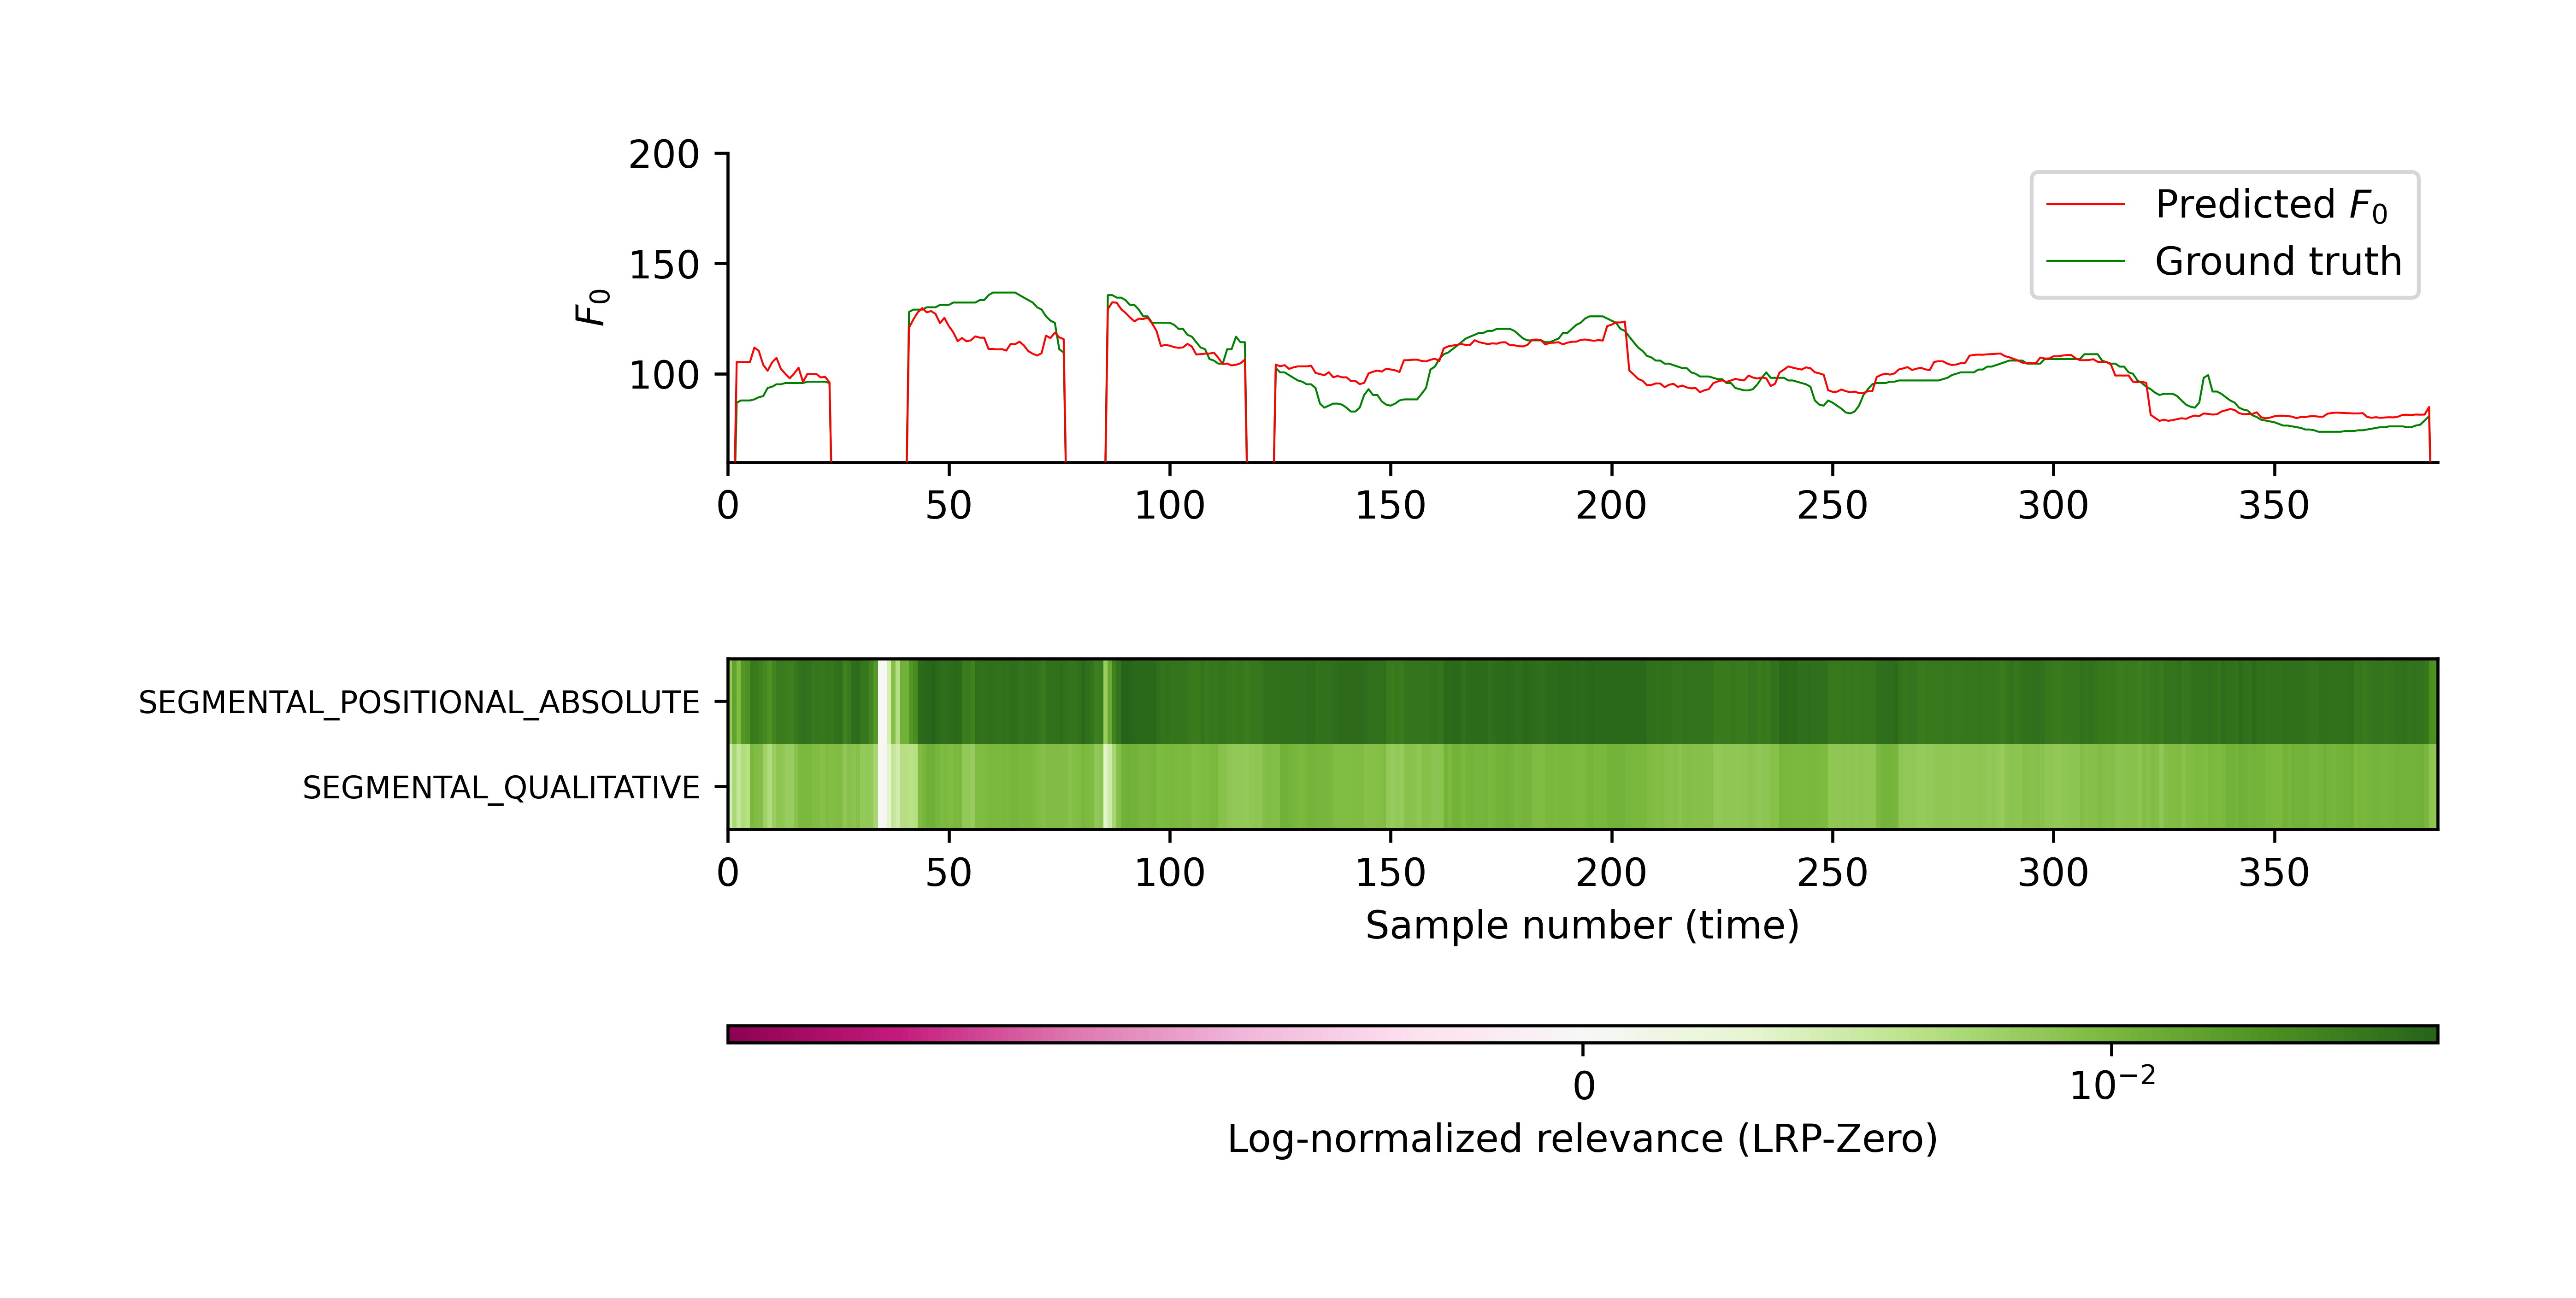 200
150
100
F₀
Predicted F₀
Ground truth
0 50 100 150 200 250 300 350
SEGMENTAL_POSITIONAL_ABSOLUTE
SEGMENTAL_QUALITATIVE
0 50 100 150 200 250 300 350
Sample number (time)
0 10⁻²
Log-normalized relevance (LRP-Zero)